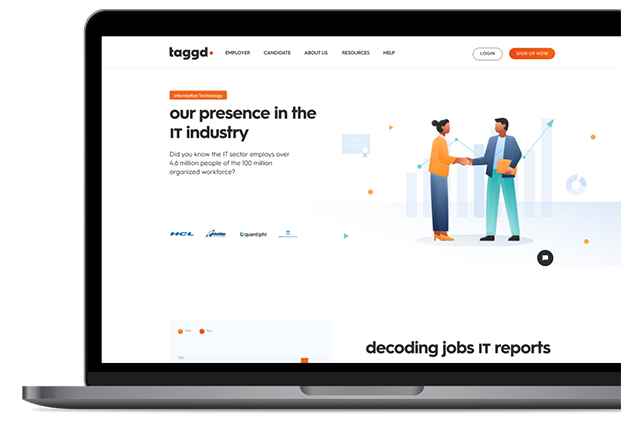 taggd
EMPLOYER
CANDIDATE
ABOUT US
RESOURCES
HELP
LOGIN
SIGN UP NOW
Information Technology
our presence in the
IT industry
Did you know the IT sector employs over
4.6 million people of the 100 million
organized workforce?
HCL
quantiphi
decoding jobs IT reports